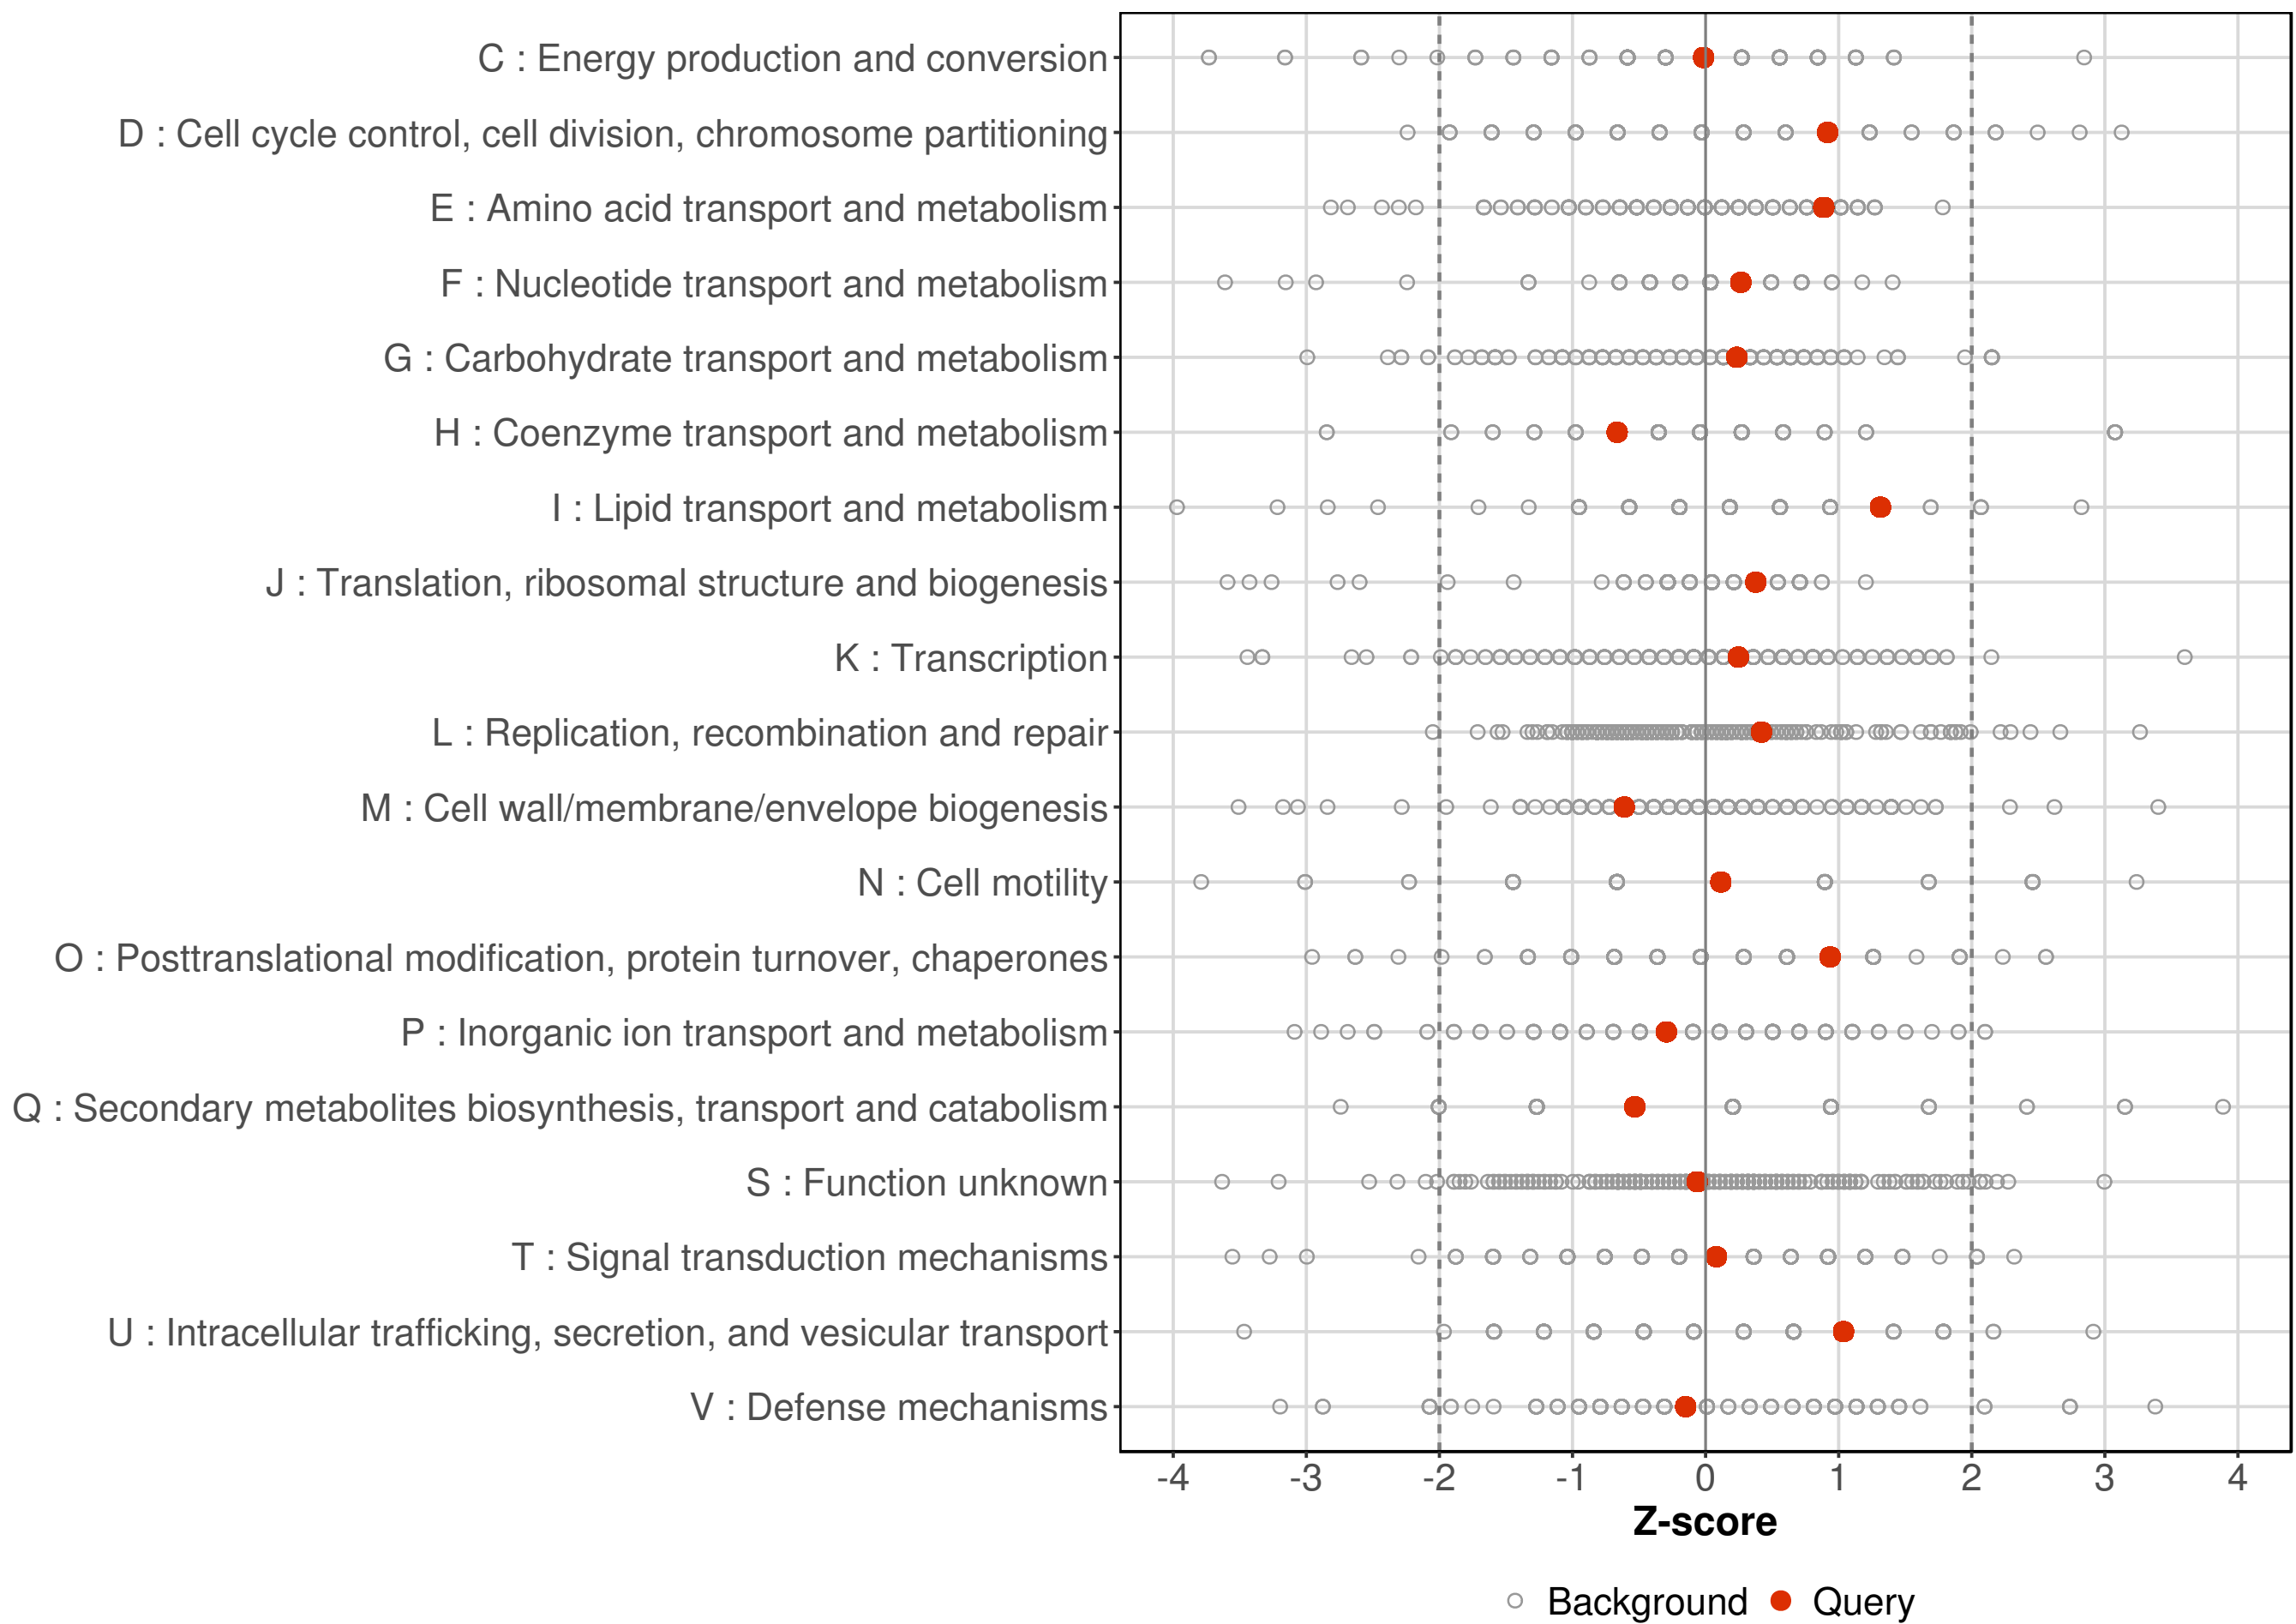 C : Energy production and conversion
D : Cell cycle control, cell division, chromosome partitioning
E : Amino acid transport and metabolism
F : Nucleotide transport and metabolism
G : Carbohydrate transport and metabolism
H : Coenzyme transport and metabolism
I : Lipid transport and metabolism
J : Translation, ribosomal structure and biogenesis
K : Transcription
L : Replication, recombination and repair
M : Cell wall/membrane/envelope biogenesis
N : Cell motility
O : Posttranslational modification, protein turnover, chaperones
P : Inorganic ion transport and metabolism
Q : Secondary metabolites biosynthesis, transport and catabolism
S : Function unknown
T : Signal transduction mechanisms
U : Intracellular trafficking, secretion, and vesicular transport
V : Defense mechanisms
-4 -3 -2 -1 0 1 2 3 4
Z-score
Background Query